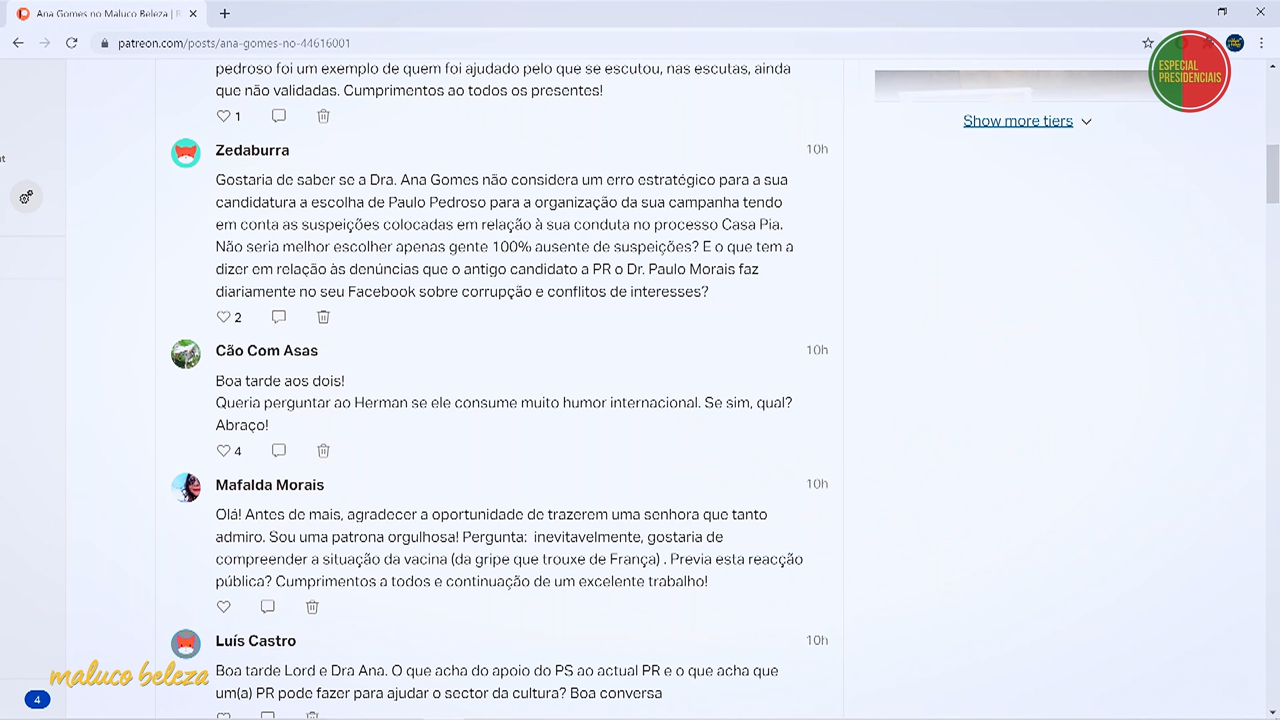 Ana Gomes no Maluco Beleza | R
patreon.com/posts/ana-gomes-no-44616001
ESPECIAL
PRESIDENCIAIS
pedroso foi um exemplo de quem foi ajudado pelo que se escutou, nas escutas, ainda
que não validadas. Cumprimentos ao todos os presentes!
1
Show more tiers
Zedaburra
10h
Gostaria de saber se a Dra. Ana Gomes não considera um erro estratégico para a sua
candidatura a escolha de Paulo Pedroso para a organização da sua campanha tendo
em conta as suspeições colocadas em relação à sua conduta no processo Casa Pia.
Não seria melhor escolher apenas gente 100% ausente de suspeições? E o que tem a
dizer em relação às denúncias que o antigo candidato a PR o Dr. Paulo Morais faz
diariamente no seu Facebook sobre corrupção e conflitos de interesses?
2
Cão Com Asas
10h
Boa tarde aos dois!
Queria perguntar ao Herman se ele consume muito humor internacional. Se sim, qual?
Abraço!
4
Mafalda Morais
10h
Olá! Antes de mais, agradecer a oportunidade de trazerem uma senhora que tanto
admiro. Sou uma patrona orgulhosa! Pergunta: inevitavelmente, gostaria de
compreender a situação da vacina (da gripe que trouxe de França) . Previa esta reacção
pública? Cumprimentos a todos e continuação de um excelente trabalho!
Luís Castro
10h
Boa tarde Lord e Dra Ana. O que acha do apoio do PS ao actual PR e o que acha que
um(a) PR pode fazer para ajudar o sector da cultura? Boa conversa
maluco beleza
4